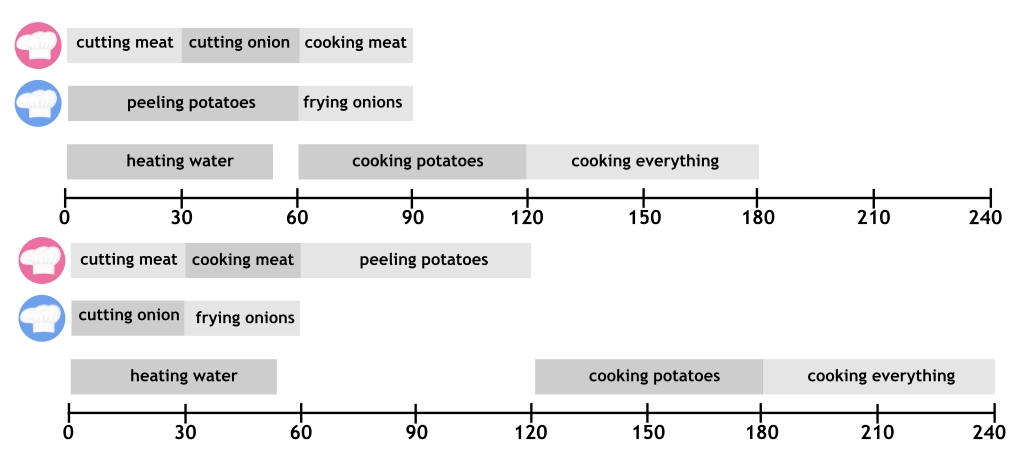 cutting meat cutting onion cooking meat
peeling potatoes frying onions
heating water cooking potatoes cooking everything
0 30 60 90 120 150 180 210 240
cutting meat cooking meat peeling potatoes
cutting onion frying onions
heating water cooking potatoes cooking everything
0 30 60 90 120 150 180 210 240